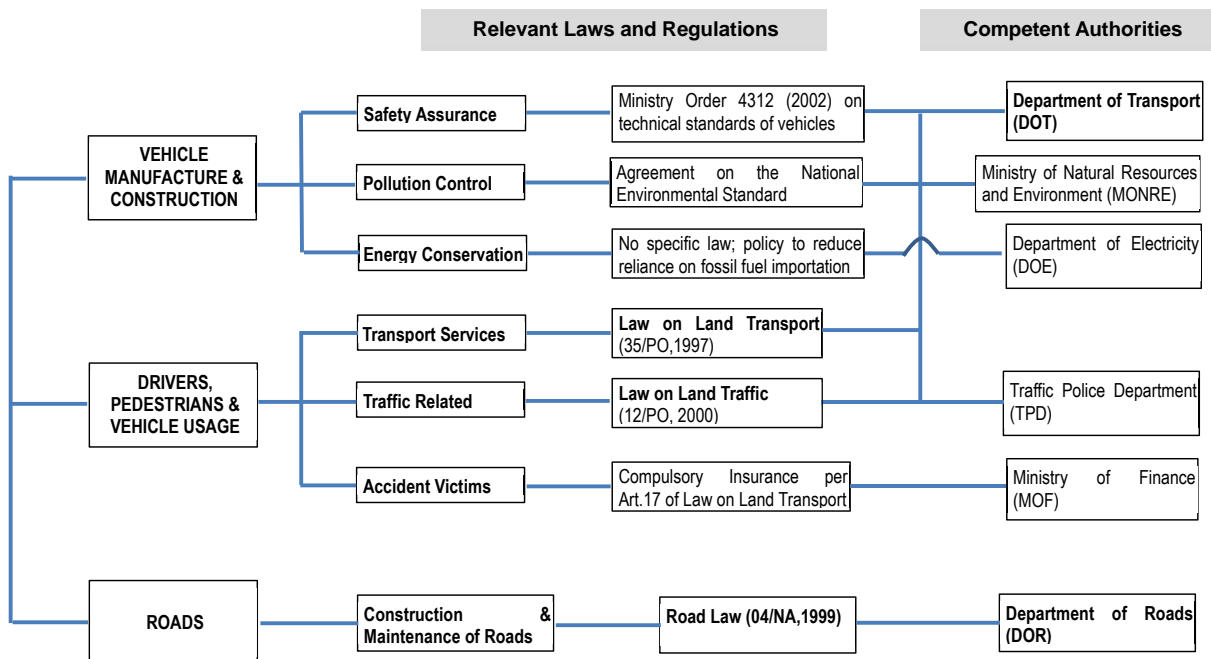 Relevant Laws and Regulations
Competent Authorities
Safety Assurance
Ministry Order 4312 (2002) on
technical standards of vehicles
Department of Transport
(DOT)
VEHICLE
MANUFACTURE &
CONSTRUCTION
Pollution Control
Agreement on the National
Environmental Standard
Ministry of Natural Resources
and Environment (MONRE)
Energy Conservation
No specific law; policy to reduce
reliance on fossil fuel importation
Department of Electricity
(DOE)
Transport Services
Law on Land Transport
(35/PO,1997)
DRIVERS,
PEDESTRIANS &
VEHICLE USAGE
Traffic Related
Law on Land Traffic
(12/PO, 2000)
Traffic Police Department
(TPD)
Accident Victims
Compulsory Insurance per
Art.17 of Law on Land Transport
Ministry of Finance
(MOF)
ROADS
Construction &
Maintenance of Roads
Road Law (04/NA,1999)
Department of Roads
(DOR)